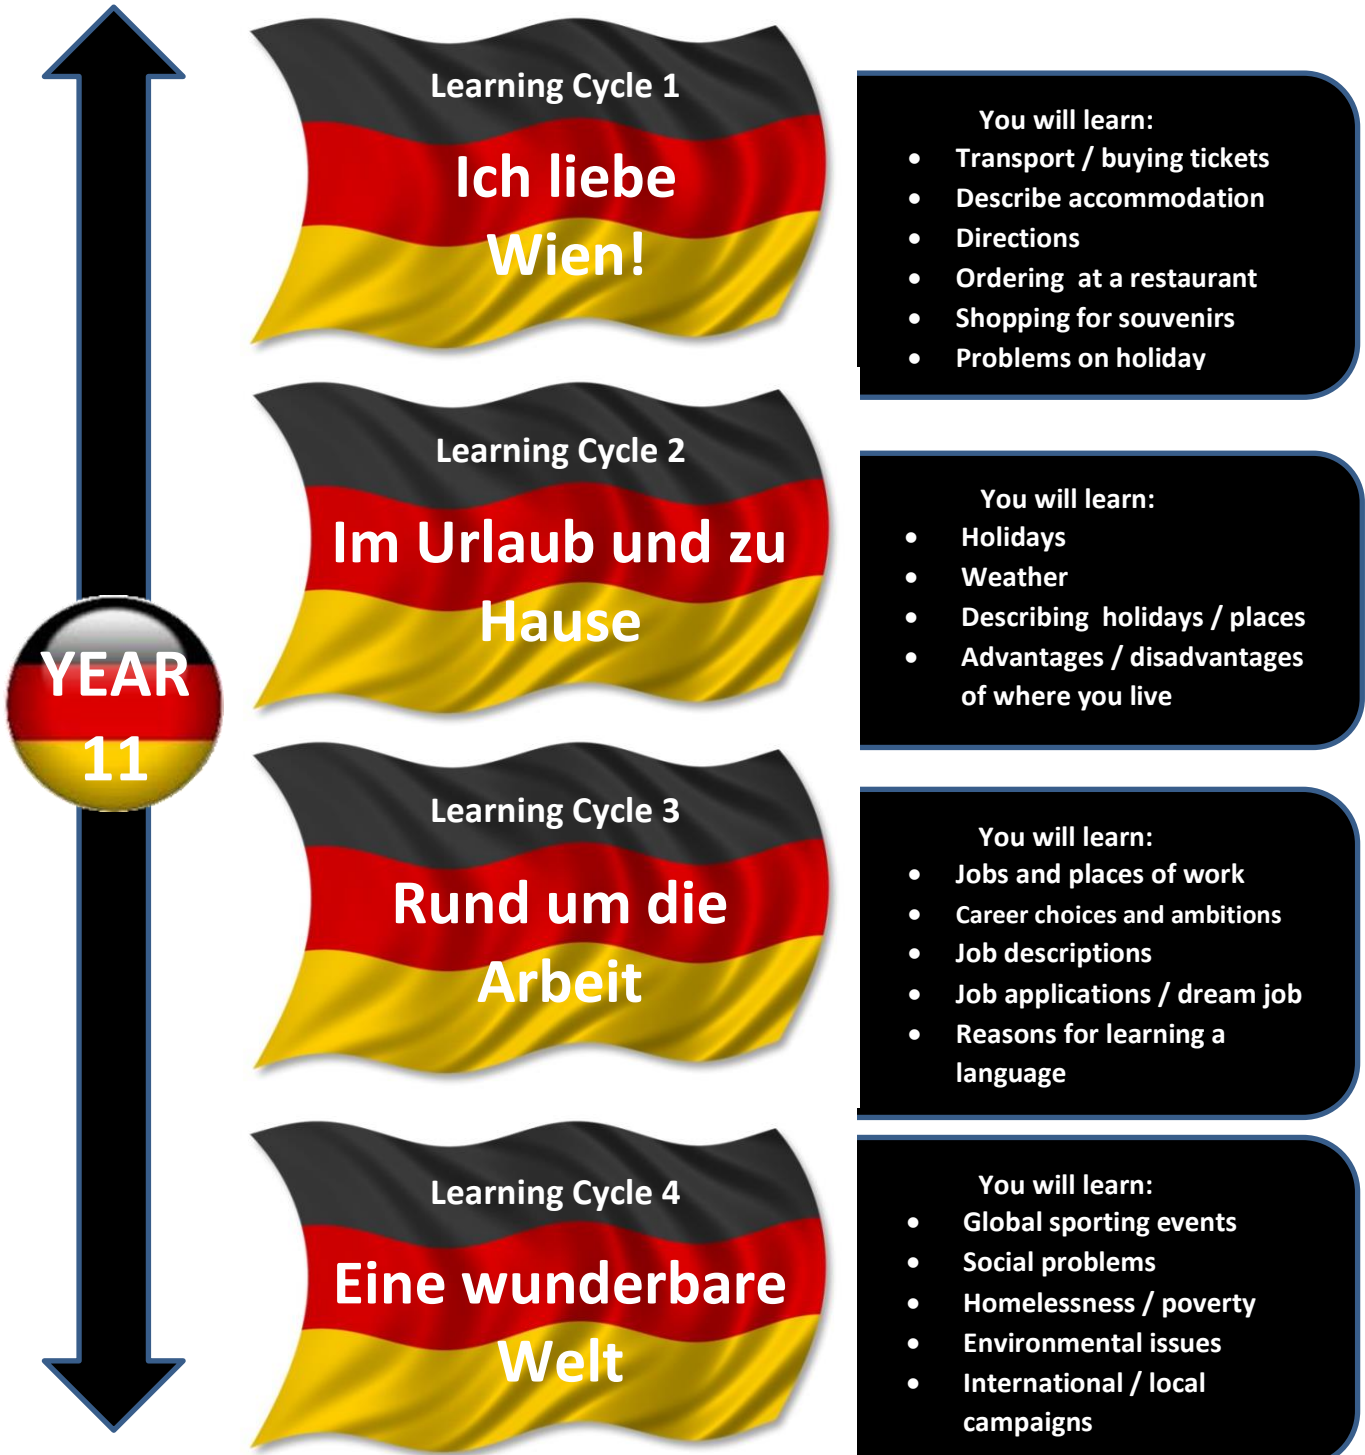 Learning Cycle 1
Ich liebe
Wien!
You will learn:
• Transport / buying tickets
• Describe accommodation
• Directions
• Ordering at a restaurant
• Shopping for souvenirs
• Problems on holiday
Learning Cycle 2
Im Urlaub und zu
Hause
You will learn:
• Holidays
• Weather
• Describing holidays / places
• Advantages / disadvantages
of where you live
YEAR
11
Learning Cycle 3
Rund um die
Arbeit
You will learn:
• Jobs and places of work
• Career choices and ambitions
• Job descriptions
• Job applications / dream job
• Reasons for learning a
language
Learning Cycle 4
Eine wunderbare
Welt
You will learn:
• Global sporting events
• Social problems
• Homelessness / poverty
• Environmental issues
• International / local
campaigns